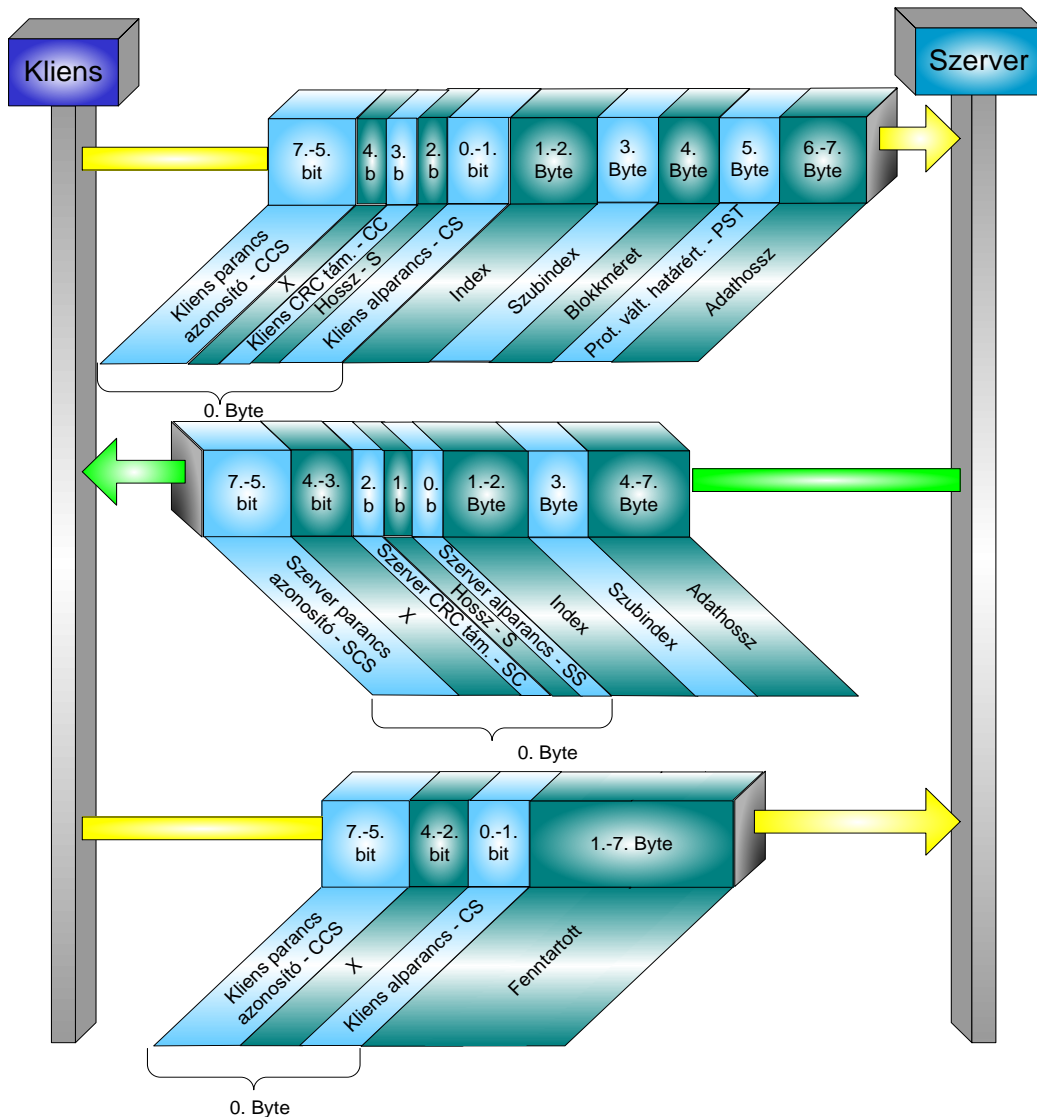 Kliens
Szerver
7.-5.
bit
4.
b
3.
b
2.
b
0.-1.
bit
1.-2.
Byte
3.
Byte
4.
Byte
5.
Byte
6.-7.
Byte
Kliens parancs
azonosító - CCS
X
Kliens CRC tám. - CC
Hossz - S
Kliens alparancs - CS
Index
Szubindex
Blokkméret
Prot. vált. határért. - PST
Adathossz
0. Byte
7.-5.
bit
4.-3.
bit
2.
b
1.
b
0.
b
1.-2.
Byte
3.
Byte
4.-7.
Byte
Szerver parancs
azonosító - SCS
X
Szerver CRC tám. - SC
Hossz - S
Szerver alparancs - SS
Index
Szubindex
Adathossz
0. Byte
7.-5.
bit
4.-2.
bit
0.-1.
bit
1.-7. Byte
Kliens parancs
azonosító - CCS
X
Kliens alparancs - CS
Fenntartott
0. Byte